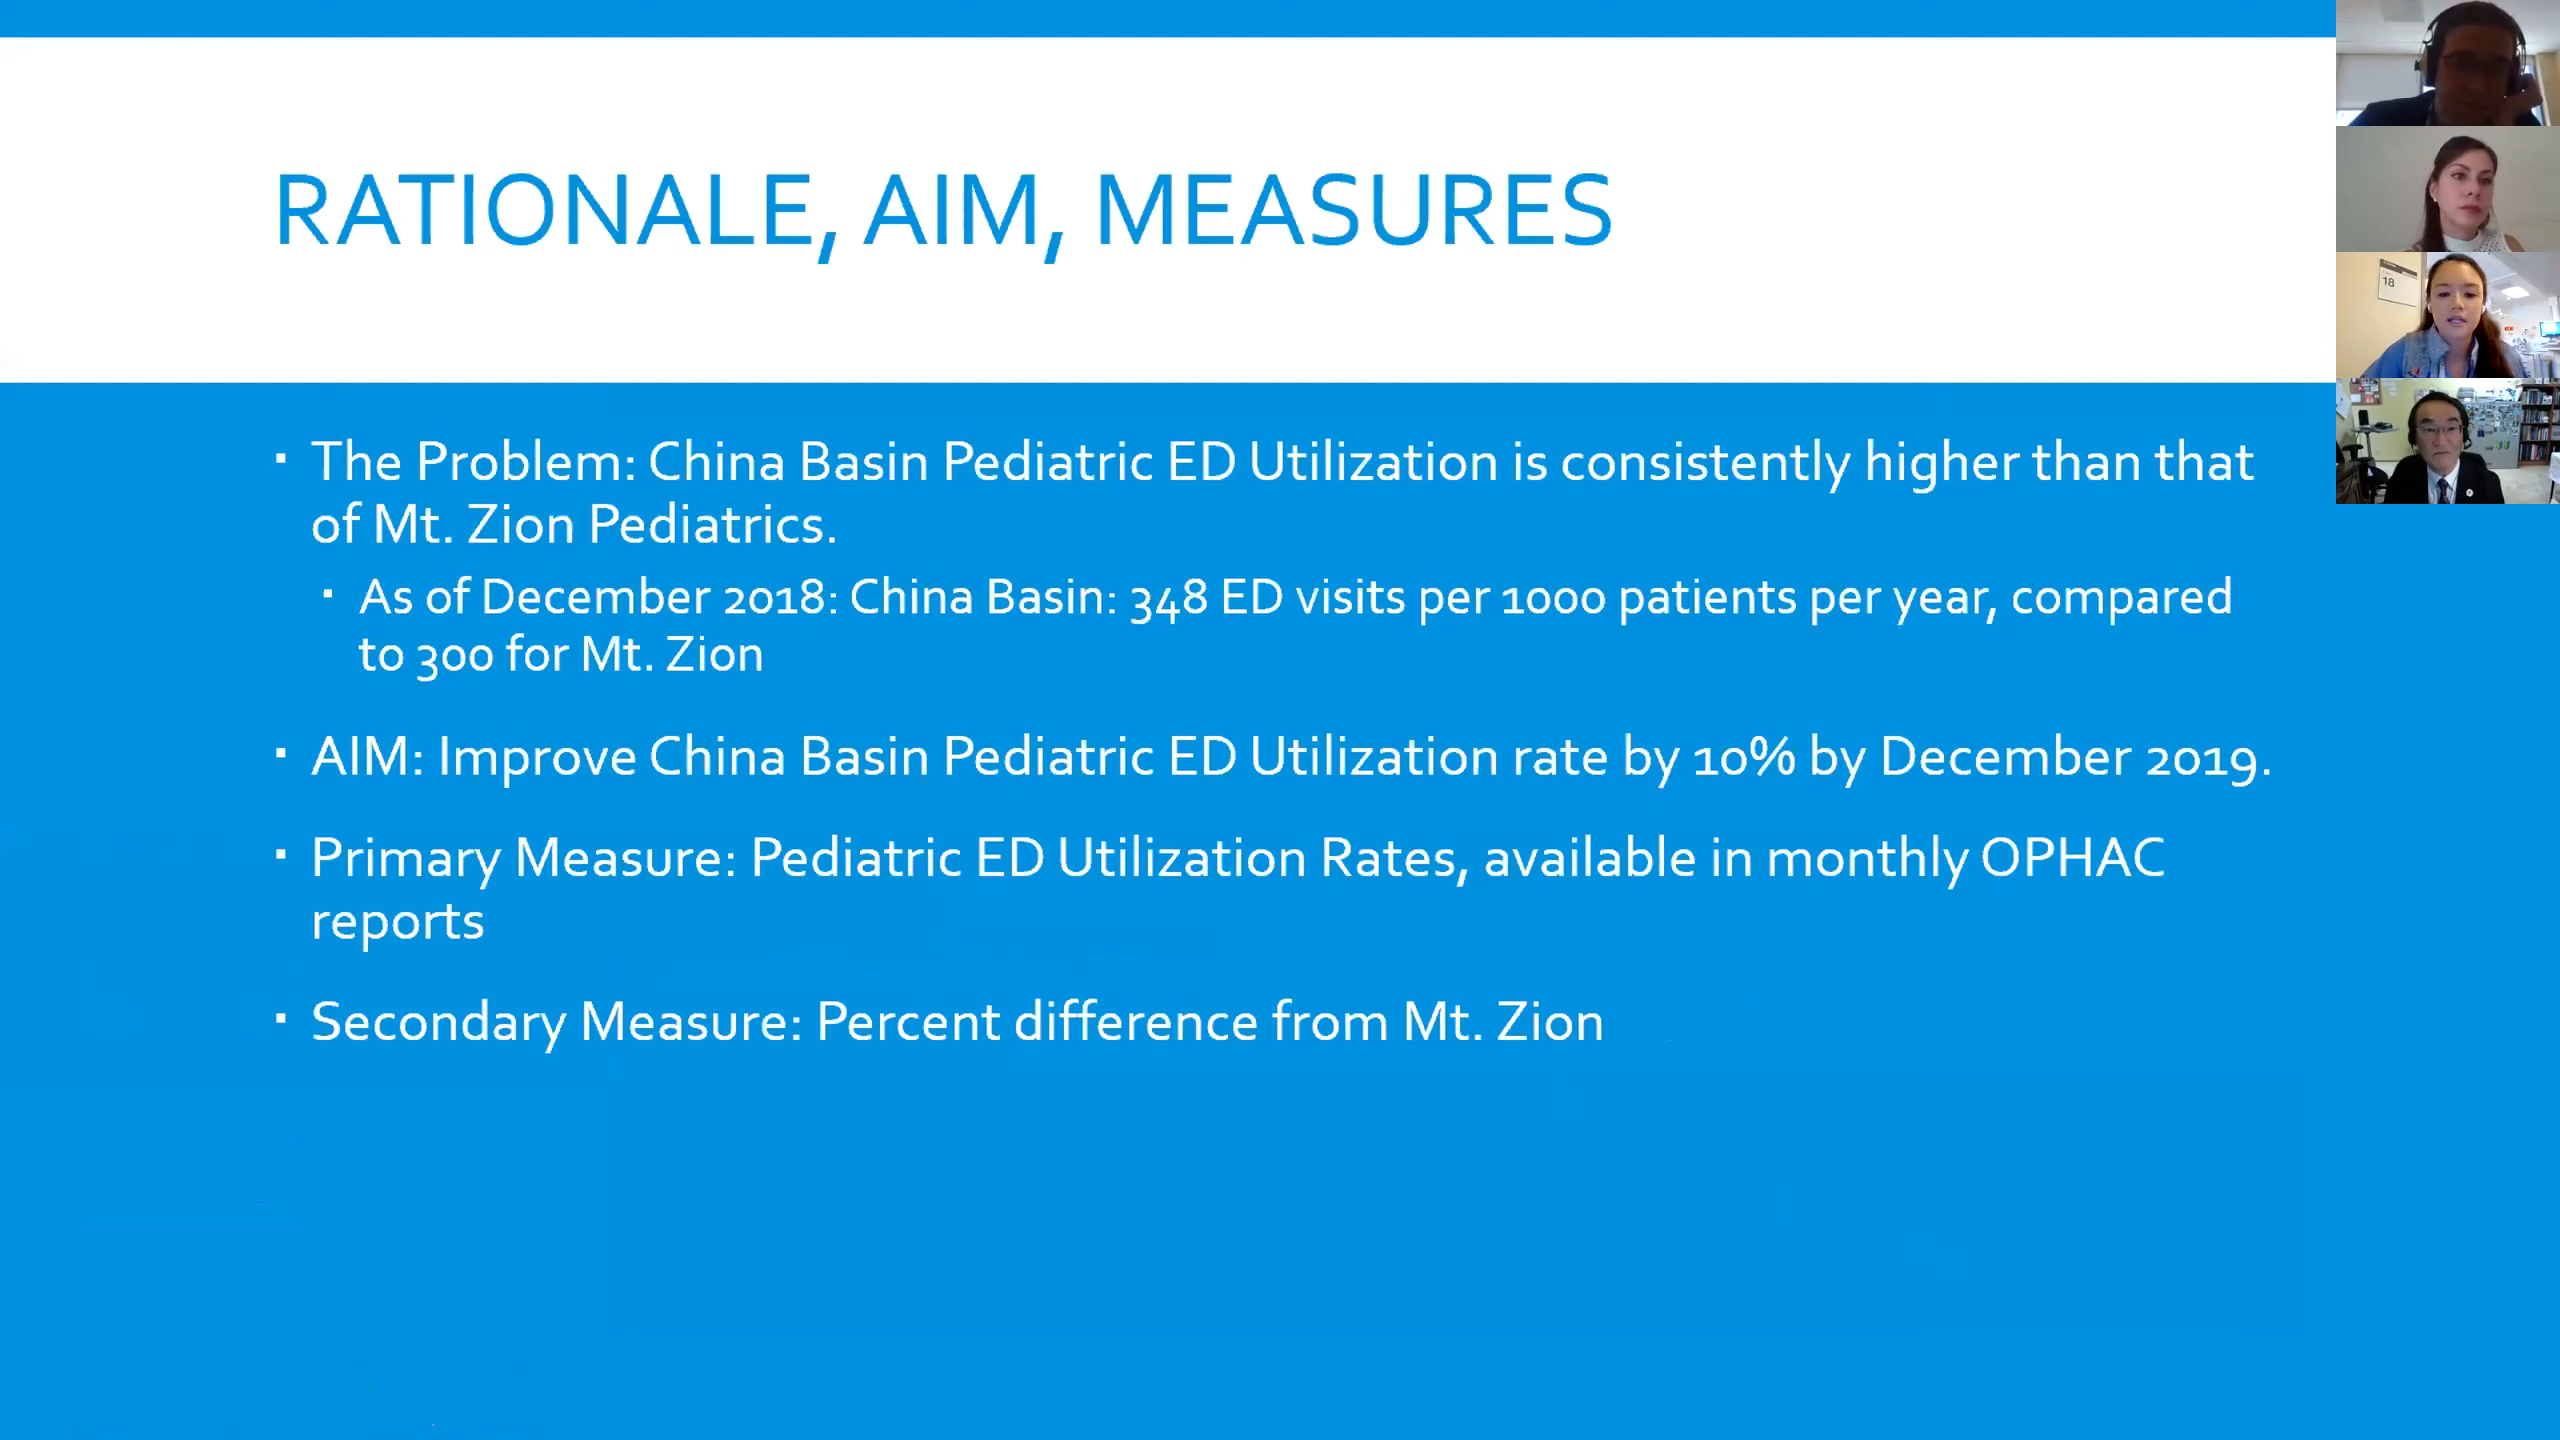 RATIONALE, AIM, MEASURES
▪ The Problem: China Basin Pediatric ED Utilization is consistently higher than that
of Mt. Zion Pediatrics.
▪ As of December 2018: China Basin: 348 ED visits per 1000 patients per year, compared
to 300 for Mt. Zion
▪ AIM: Improve China Basin Pediatric ED Utilization rate by 10% by December 2019.
▪ Primary Measure: Pediatric ED Utilization Rates, available in monthly OPHAC
reports
▪ Secondary Measure: Percent difference from Mt. Zion
18